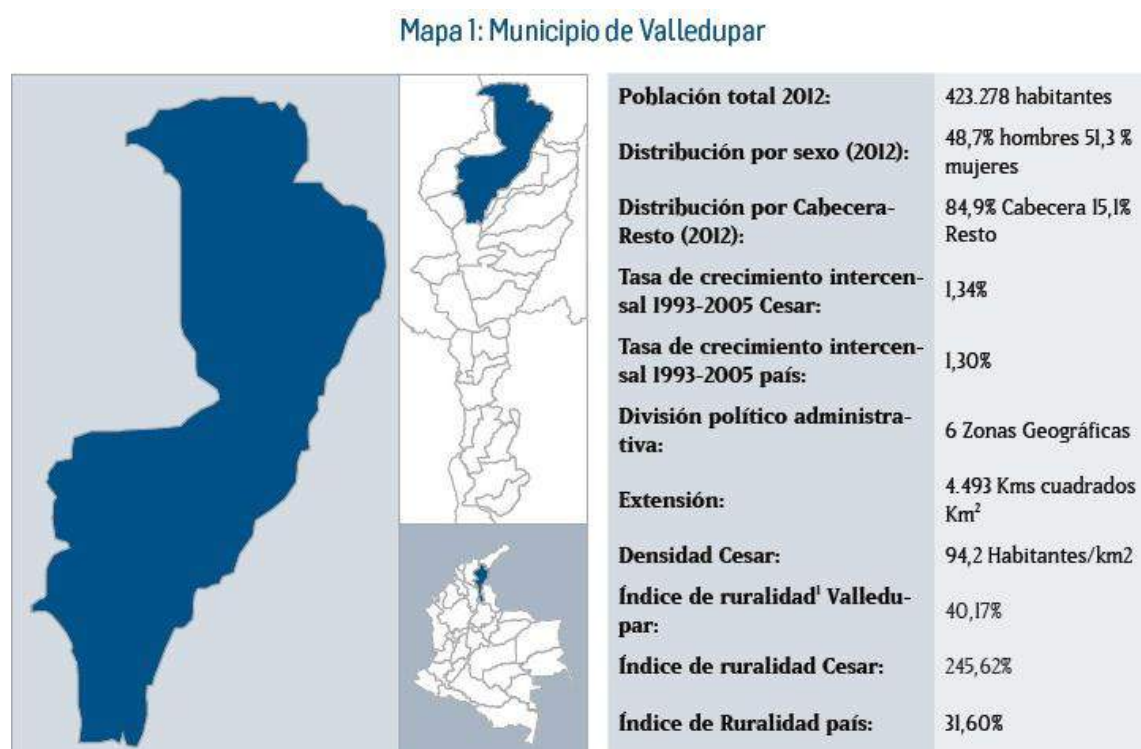 Mapa 1: Municipio de Valledupar
Población total 2012:
423.278 habitantes
Distribución por sexo (2012):
48,7% hombres 51,3 %
mujeres
Distribución por Cabecera-
Resto (2012):
84,9% Cabecera 15,1%
Resto
Tasa de crecimiento intercen-
sal 1993-2005 Cesar:
1,34%
Tasa de crecimiento intercen-
sal 1993-2005 país:
1,30%
División político administra-
tiva:
6 Zonas Geográficas
Extensión:
4.493 Kms cuadrados
Km²
Densidad Cesar:
94,2 Habitantes/km2
Índice de ruralidad¹ Valledu-
par:
40,17%
Índice de ruralidad Cesar:
245,62%
Índice de Ruralidad país:
31,60%